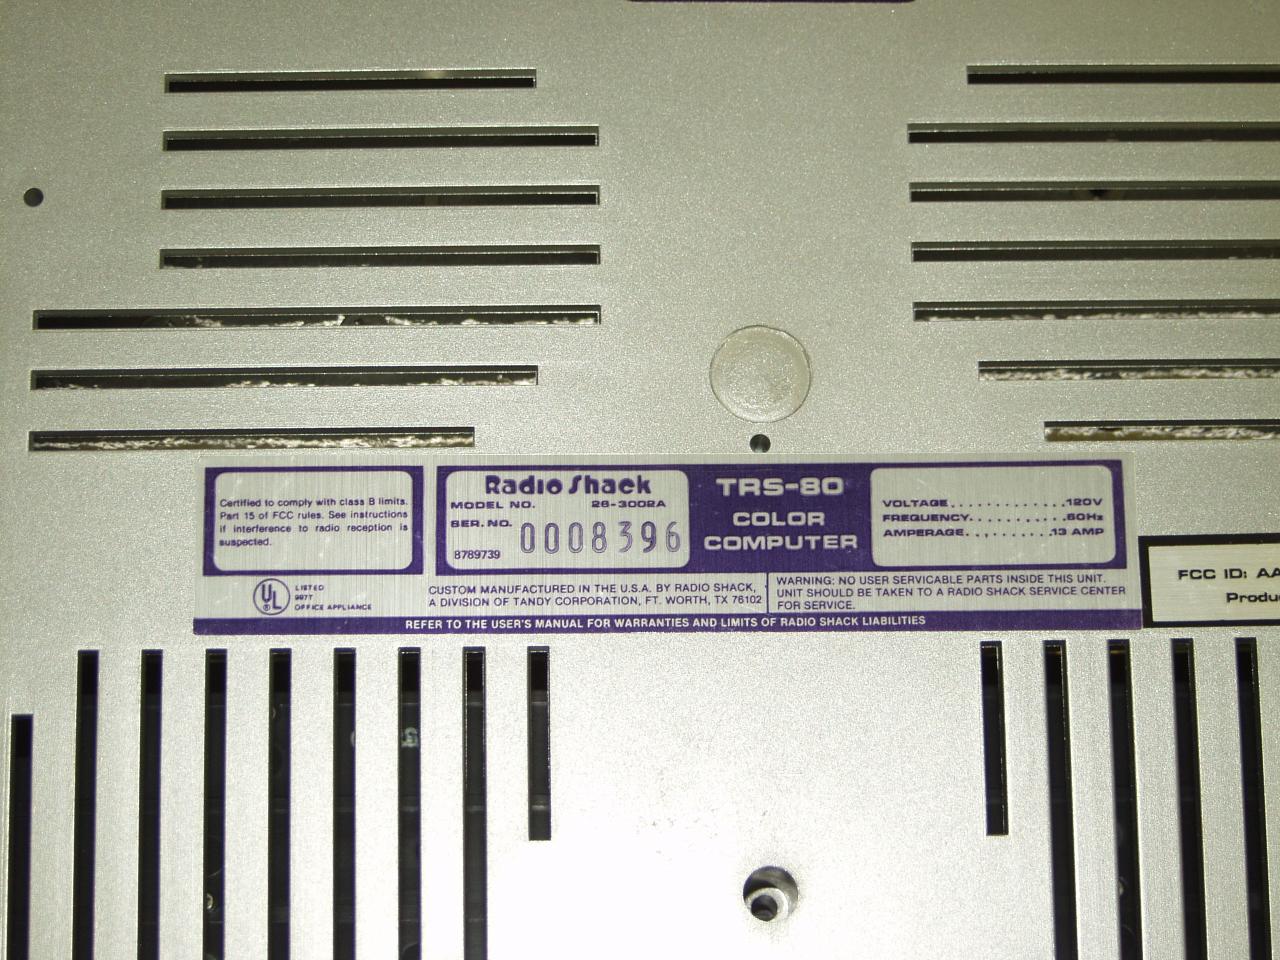 Certified to comply with class B limits.
Part 15 of FCC rules. See instructions
if interference to radio reception is
suspected.
Radio Shack
MODEL NO. 26-3002A
SER. NO. 0008396
8789739
TRS-80
COLOR
COMPUTER
VOLTAGE..............120V
FREQUENCY...........60Hz
AMPERAGE...........13 AMP
UL
LISTED
997T
OFFICE APPLIANCE
CUSTOM MANUFACTURED IN THE U.S.A. BY RADIO SHACK,
A DIVISION OF TANDY CORPORATION, FT. WORTH, TX 76102
WARNING: NO USER SERVICABLE PARTS INSIDE THIS UNIT.
UNIT SHOULD BE TAKEN TO A RADIO SHACK SERVICE CENTER
FOR SERVICE.
REFER TO THE USER'S MANUAL FOR WARRANTIES AND LIMITS OF RADIO SHACK LIABILITIES
FCC ID: AA
Produ